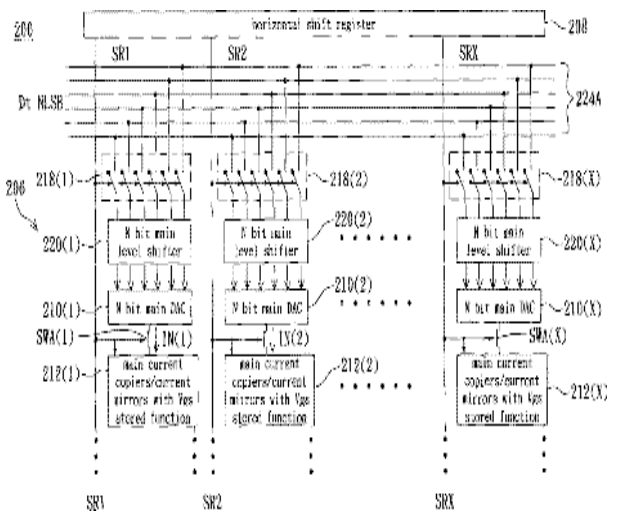 200
horizontal shift register
208
SR1
SR2
SRX
Dt NLSB
224A
218(1)
218(2)
218(X)
206
220(1)
N bit main
level shifter
N bit main
level shifter
220(2)
N bit main
level shifter
220(X)
210(1)
N bit main DAC
N bit main DAC
210(2)
N bit main DAC
210(X)
SWA(1)
IN(1)
IN(2)
SWA(X)
212(1)
main current
copiers/current
mirrors with Vgs
stored function
main current
copiers/current
mirrors with Vgs
stored function
212(2)
main current
copiers/current
mirrors with Vgs
stored function
212(X)
SR1
SR2
SRX